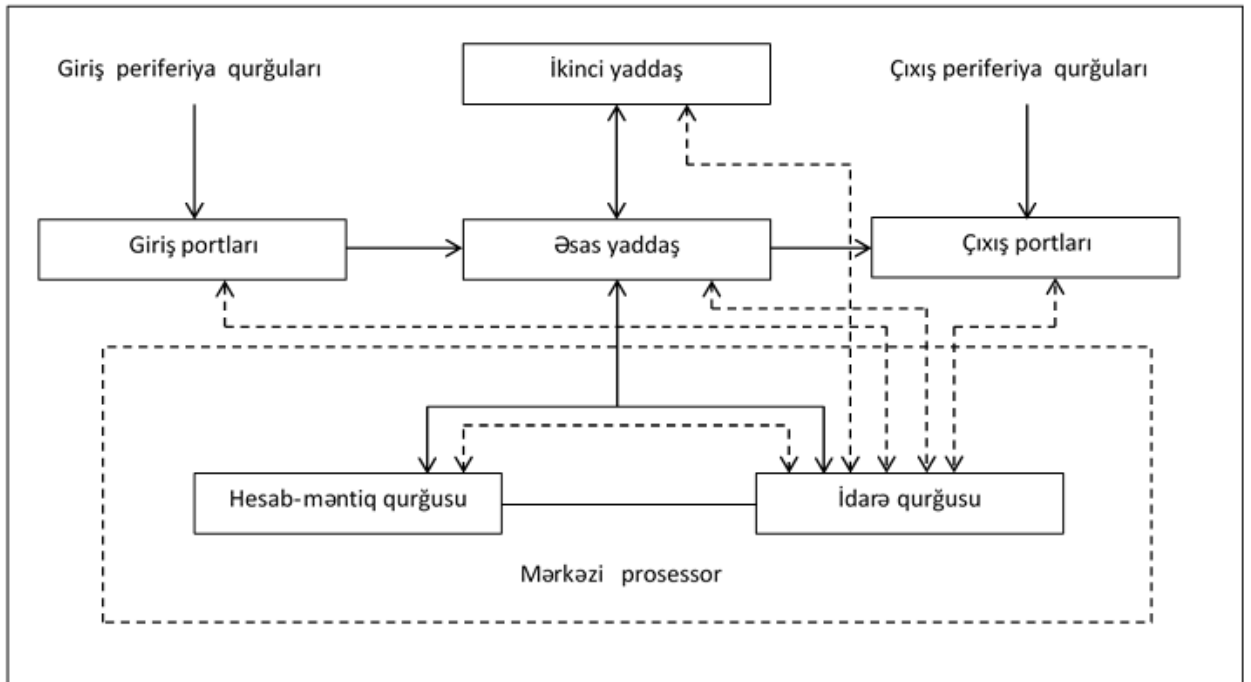 Giriş periferiya qurğuları
İkinci yaddaş
Çıxış periferiya qurğuları
Giriş portları
Əsas yaddaş
Çıxış portları
Hesab-məntiq qurğusu
İdarə qurğusu
Mərkəzi prosessor